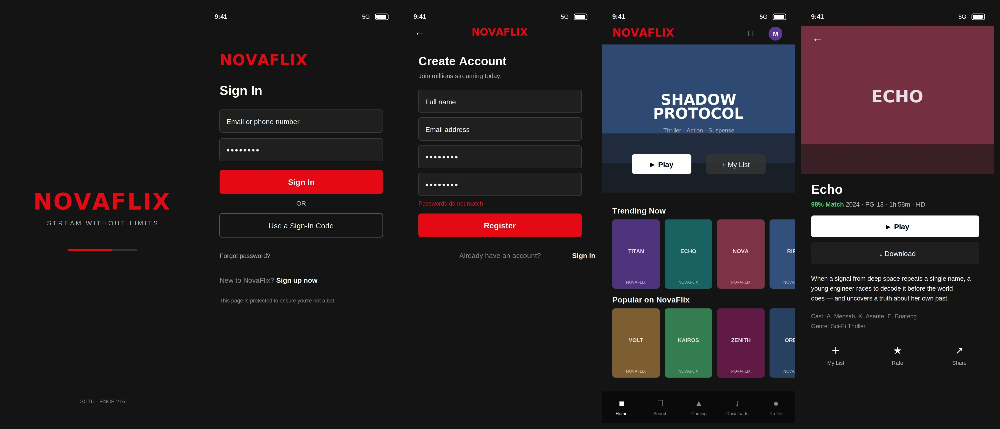 NOVAFLIX
STREAM WITHOUT LIMITS
GCTU · ENCE 216
9:41
5G
NOVAFLIX
Sign In
Email or phone number
••••••••
Sign In
OR
Use a Sign-In Code
Forgot password?
New to NovaFlix? Sign up now
This page is protected to ensure you're not a bot.
9:41
5G
←
NOVAFLIX
Create Account
Join millions streaming today.
Full name
Email address
••••••••
••••••••
Passwords do not match
Register
Already have an account? Sign in
9:41
5G
NOVAFLIX
M
SHADOW
PROTOCOL
Thriller · Action · Suspense
► Play
+ My List
Trending Now
TITAN
ECHO
NOVA
RIF
NOVAFLIX
NOVAFLIX
NOVAFLIX
NOVA
Popular on NovaFlix
VOLT
KAIROS
ZENITH
ORB
NOVAFLIX
NOVAFLIX
NOVAFLIX
NOVA
Home
Search
Coming
Downloads
Profile
9:41
5G
←
ECHO
Echo
98% Match 2024 · PG-13 · 1h 58m · HD
► Play
↓ Download
When a signal from deep space repeats a single name, a
young engineer races to decode it before the world
does — and uncovers a truth about her own past.
Cast: A. Mensah, K. Asante, E. Boateng
Genre: Sci-Fi Thriller
My List
Rate
Share